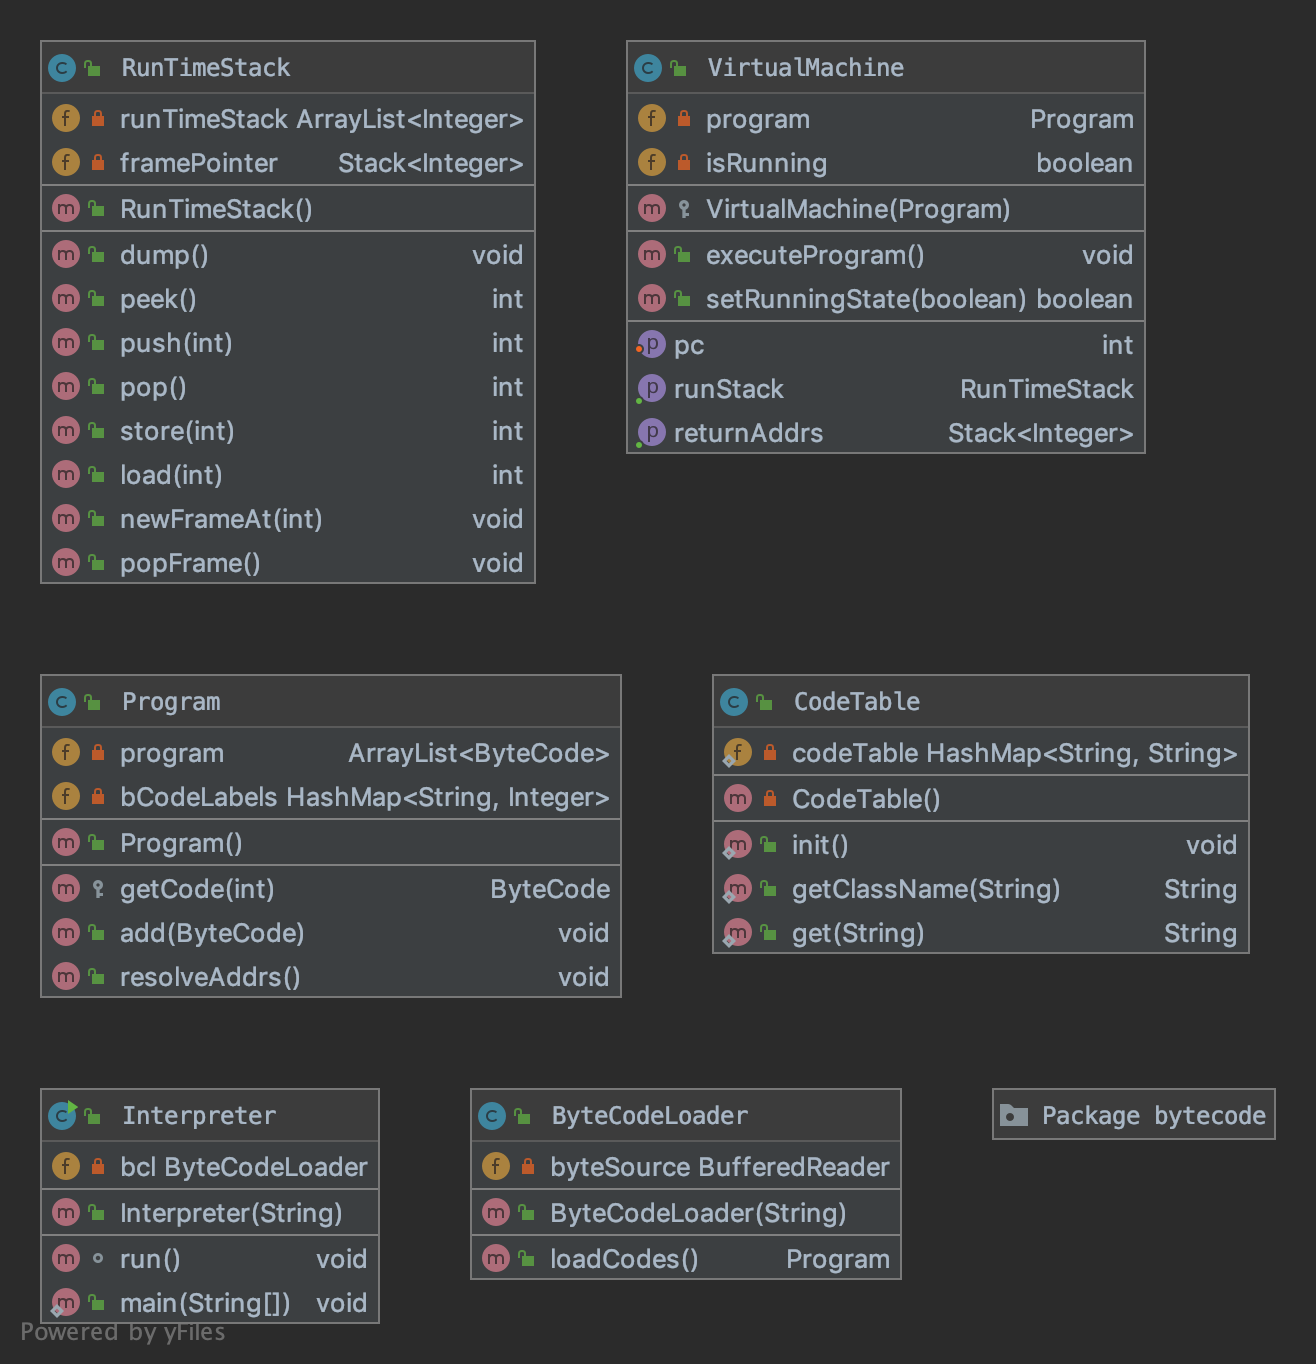 RunTimeStack
runTimeStack ArrayList<Integer>
framePointer Stack<Integer>
RunTimeStack()
dump() void
peek() int
push(int) int
pop() int
store(int) int
load(int) int
newFrameAt(int) void
popFrame() void
VirtualMachine
program Program
isRunning boolean
VirtualMachine(Program)
executeProgram() void
setRunningState(boolean) boolean
pc int
runStack RunTimeStack
returnAddrs Stack<Integer>
Program
program ArrayList<ByteCode>
bCodeLabels HashMap<String, Integer>
Program()
getCode(int) ByteCode
add(ByteCode) void
resolveAddrs() void
CodeTable
codeTable HashMap<String, String>
CodeTable()
init() void
getClassName(String) String
get(String) String
Interpreter
bcl ByteCodeLoader
Interpreter(String)
run() void
main(String[]) void
ByteCodeLoader
byteSource BufferedReader
ByteCodeLoader(String)
loadCodes() Program
Package bytecode
Powered by yFiles